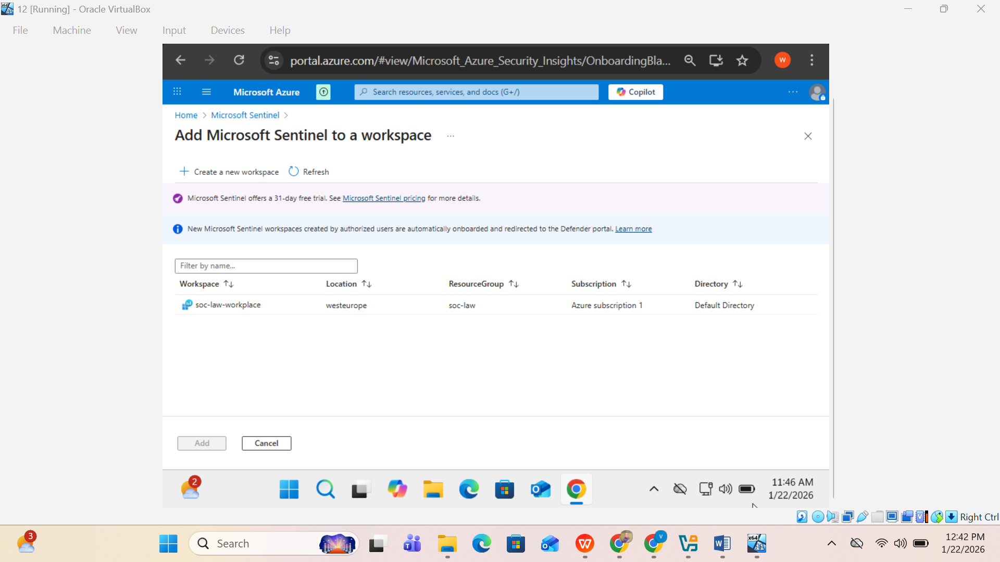 12 [Running] - Oracle VirtualBox
File Machine View Input Devices Help
portal.azure.com/#view/Microsoft_Azure_Security_Insights/OnboardingBla...
W
Microsoft Azure
Search resources, services, and docs (G+/)
Copilot
Home > Microsoft Sentinel >
Add Microsoft Sentinel to a workspace ...
+ Create a new workspace Refresh
Microsoft Sentinel offers a 31-day free trial. See Microsoft Sentinel pricing for more details.
New Microsoft Sentinel workspaces created by authorized users are automatically onboarded and redirected to the Defender portal. Learn more
Filter by name...
Workspace Location ResourceGroup Subscription Directory
soc-law-workplace westeurope soc-law Azure subscription 1 Default Directory
Add Cancel
2
11:46 AM
1/22/2026
Right Ctrl
3
Search
12:42 PM
1/22/2026